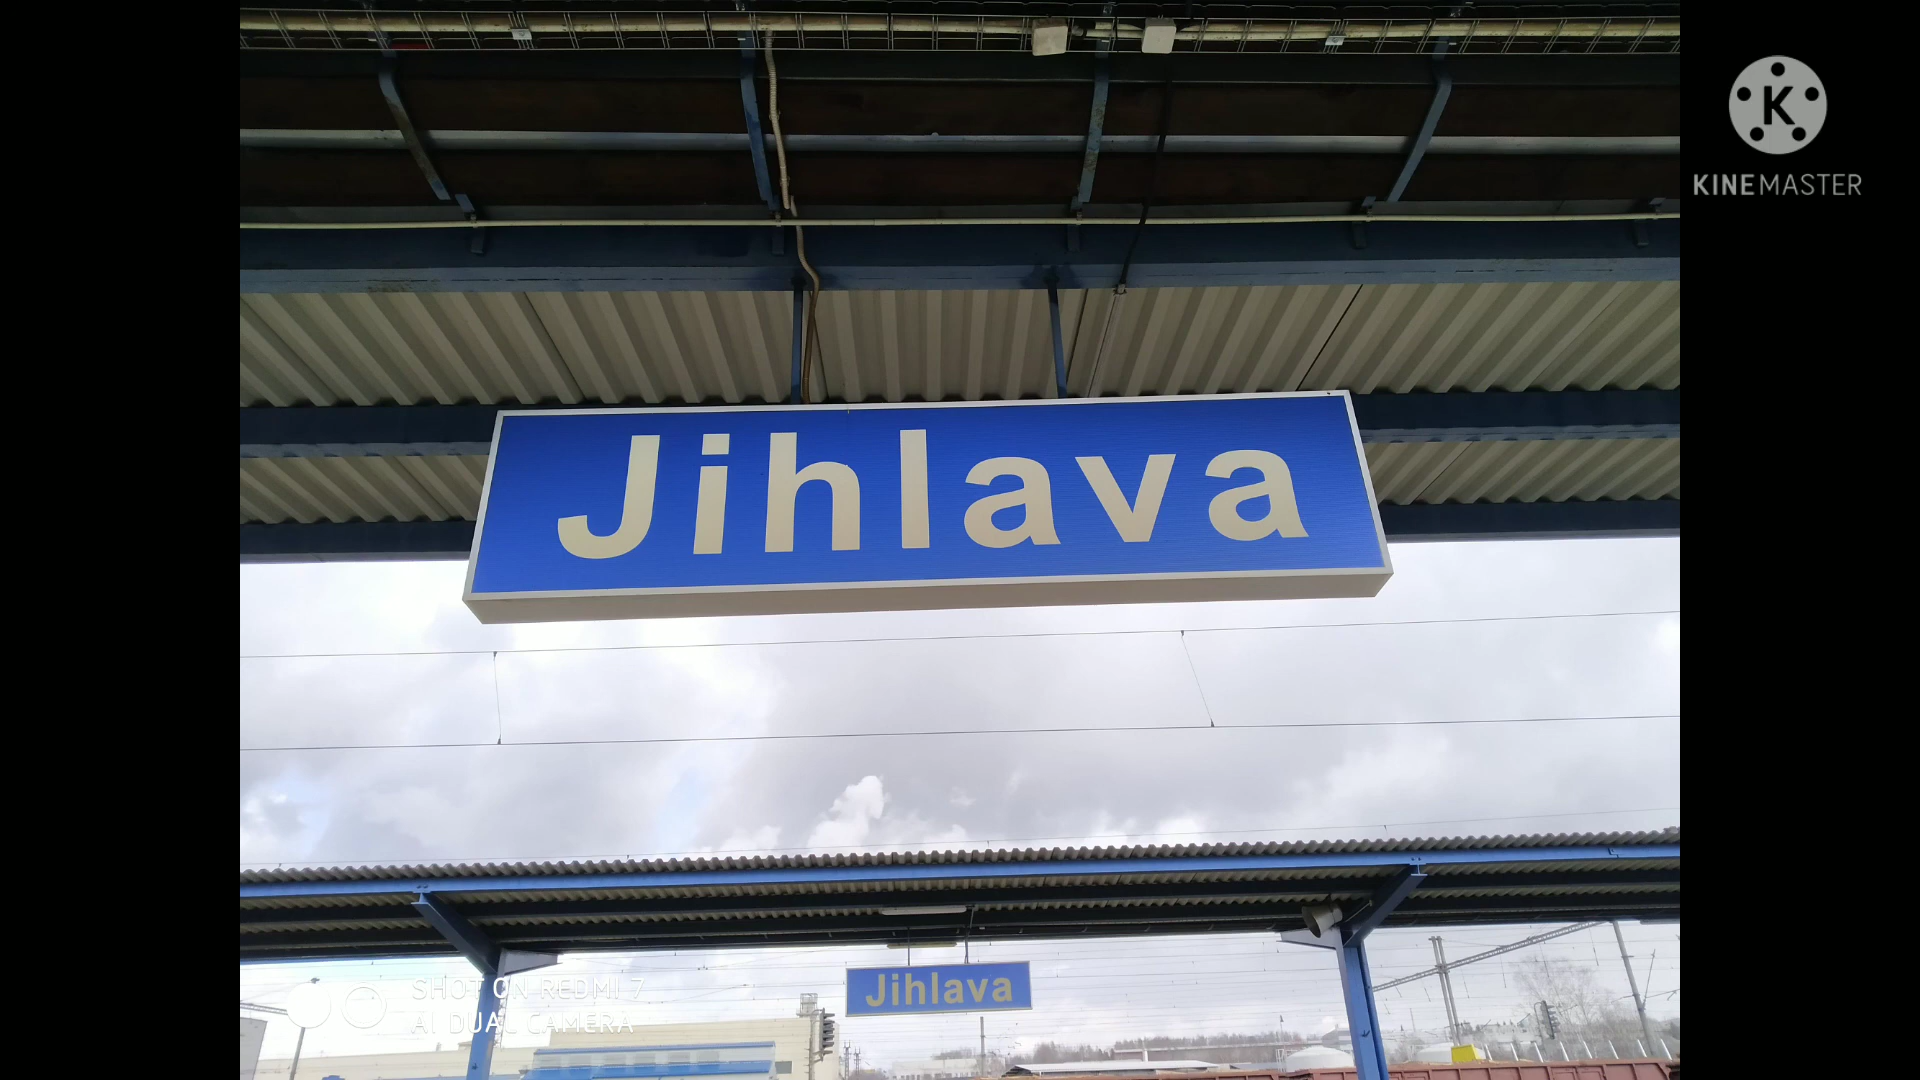 K
KINEMASTER
Jihlava
Jihlava
SHOT ON REDMI 7
AI DUAL CAMERA